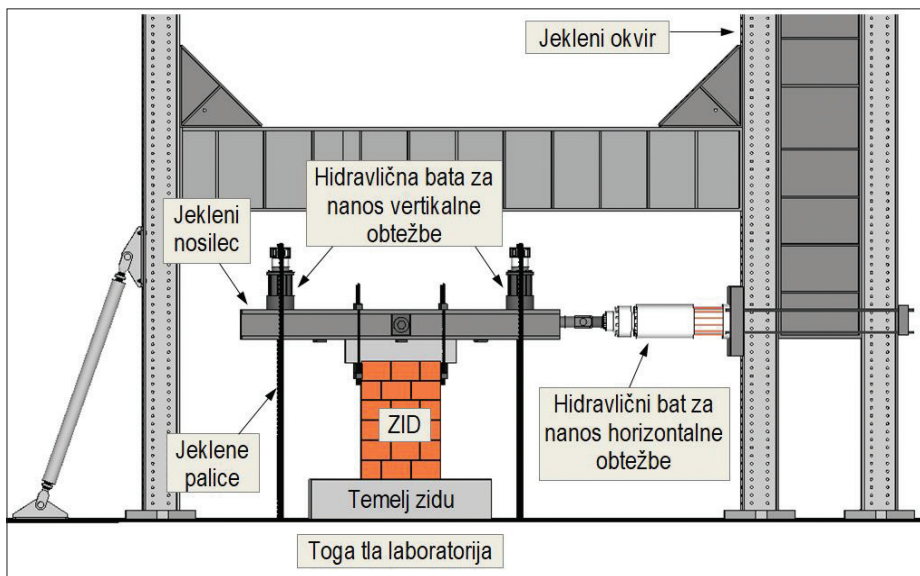 Jekleni okvir
Hidravlična bata za
nanos vertikalne
obtežbe
Jekleni
nosilec
ZID
Hidravlični bat za
nanos horizontalne
obtežbe
Jeklene
palice
Temelj zidu
Toga tla laboratorija